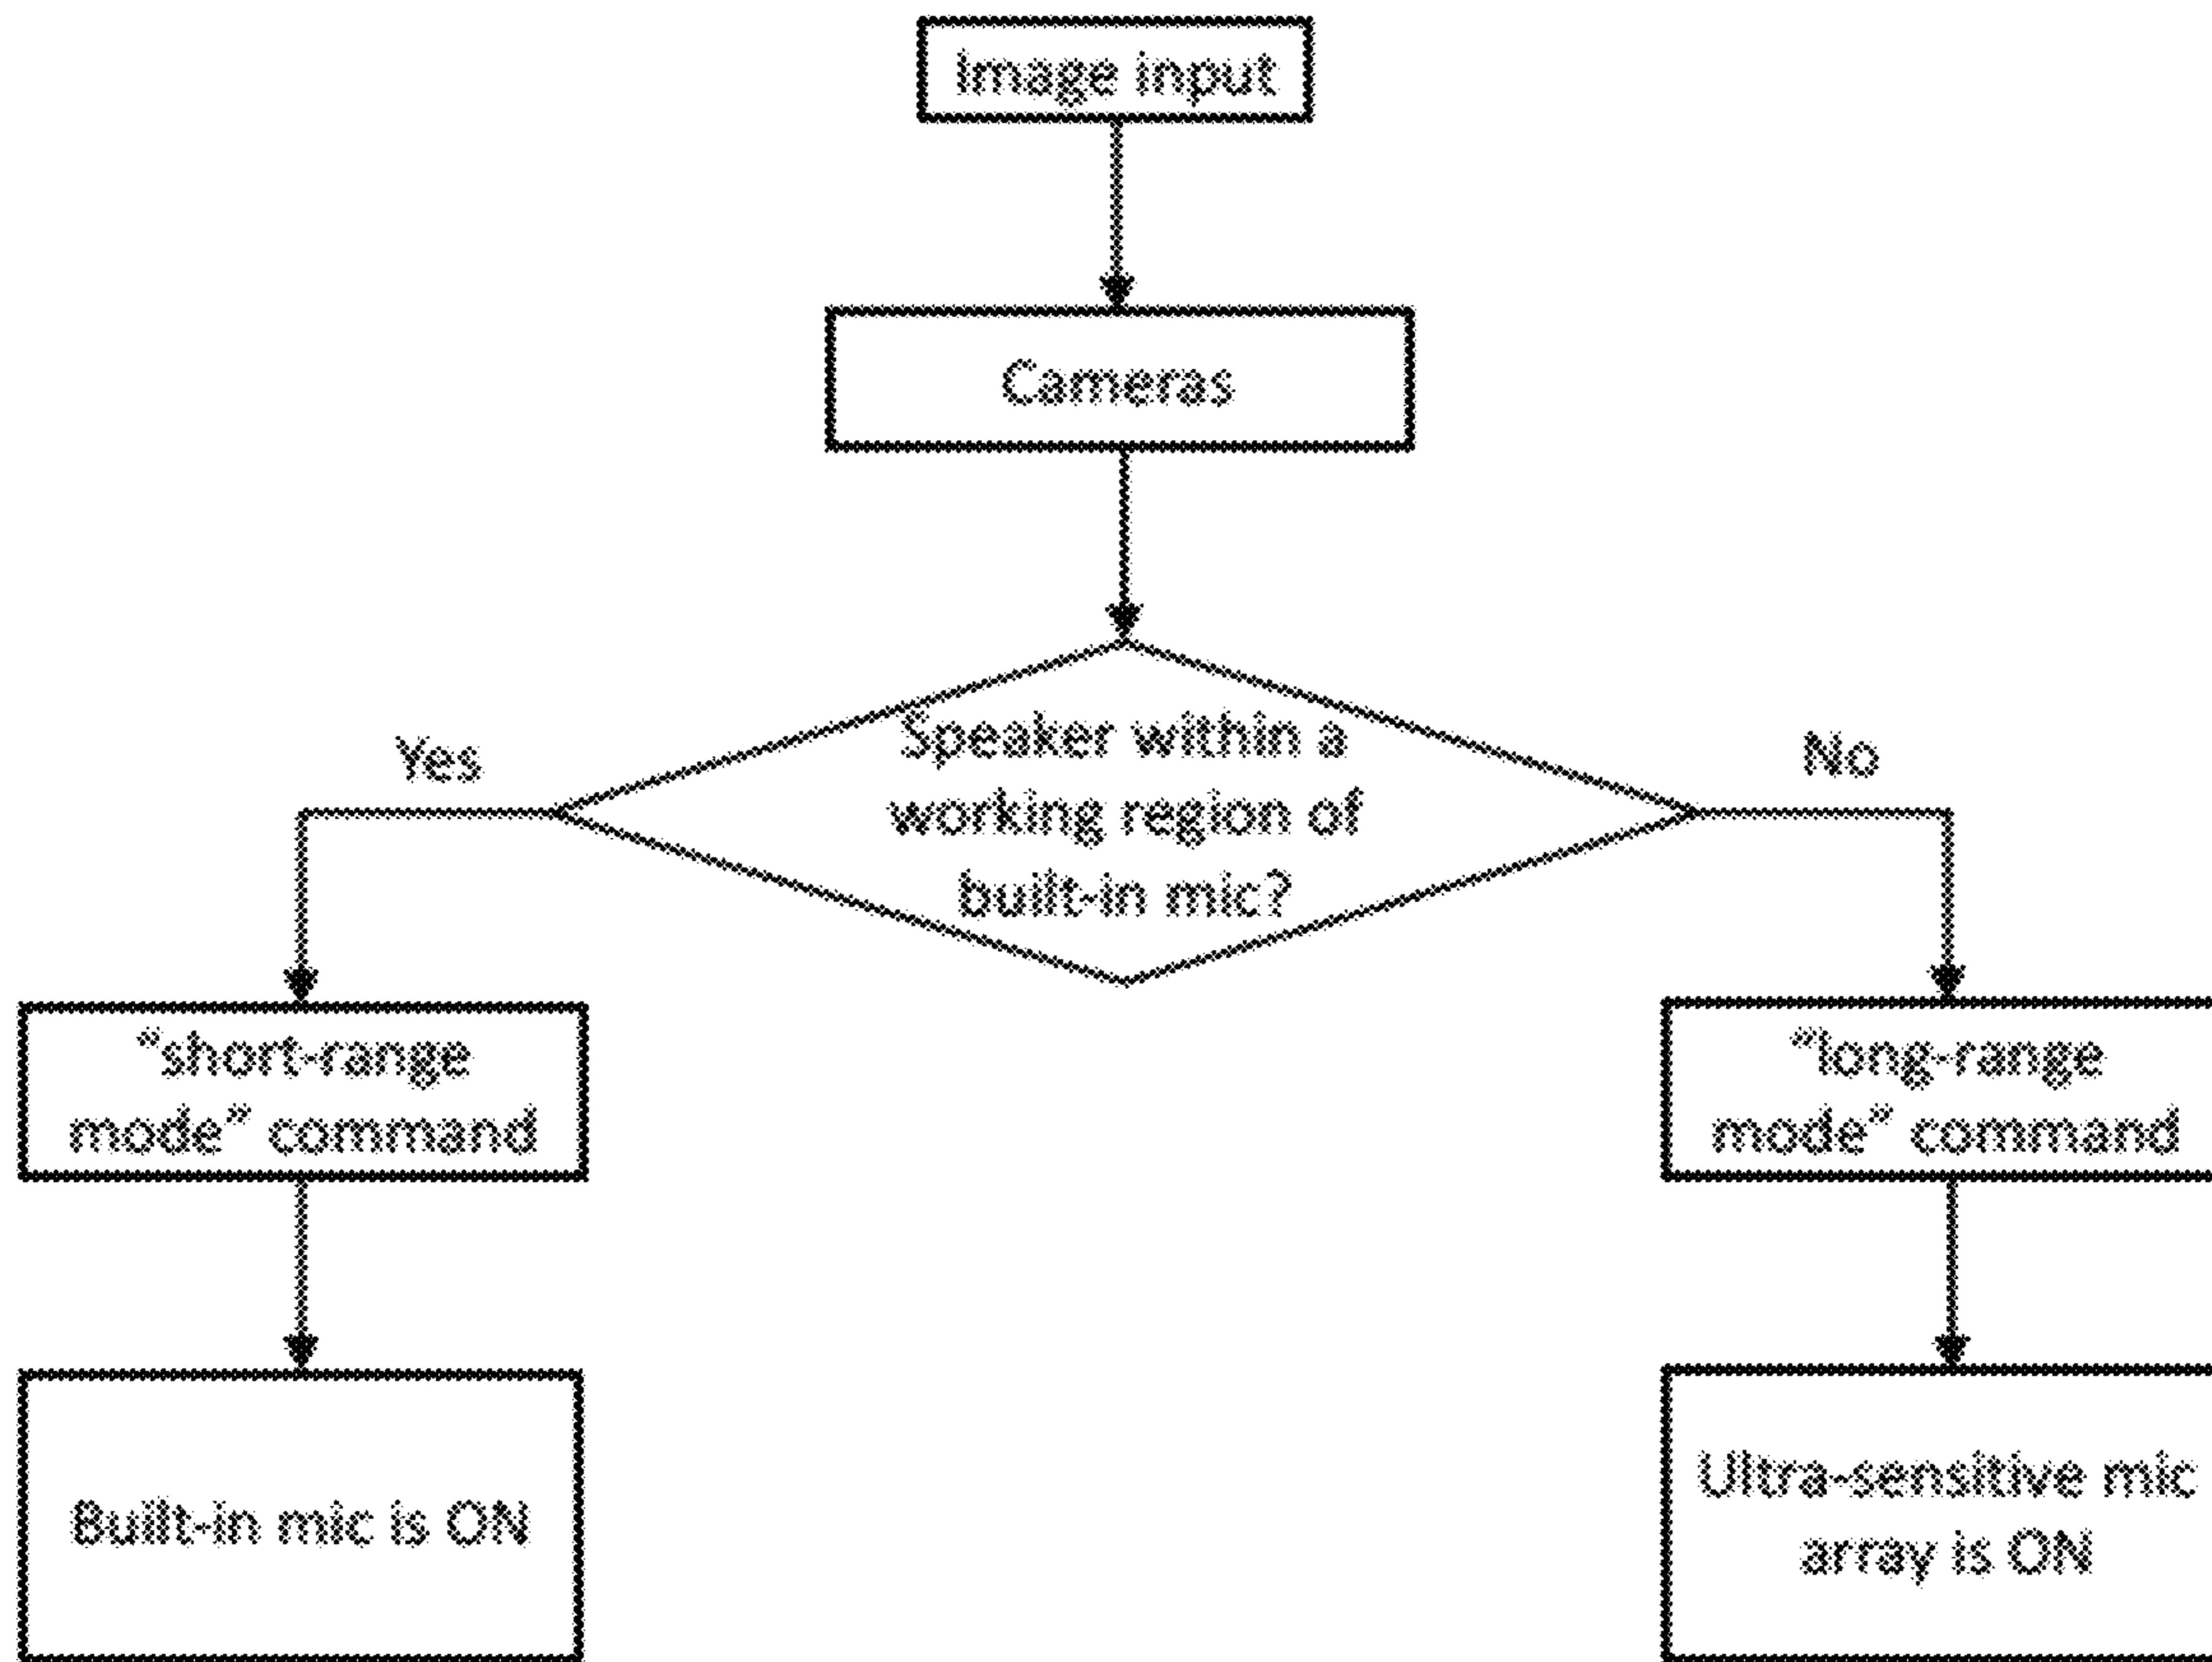 Image input
Cameras
Speaker within a
working region of
built-in mic?
Yes
No
"short-range
mode" command
"long-range
mode" command
Built-in mic is ON
Ultra-sensitive mic
array is ON